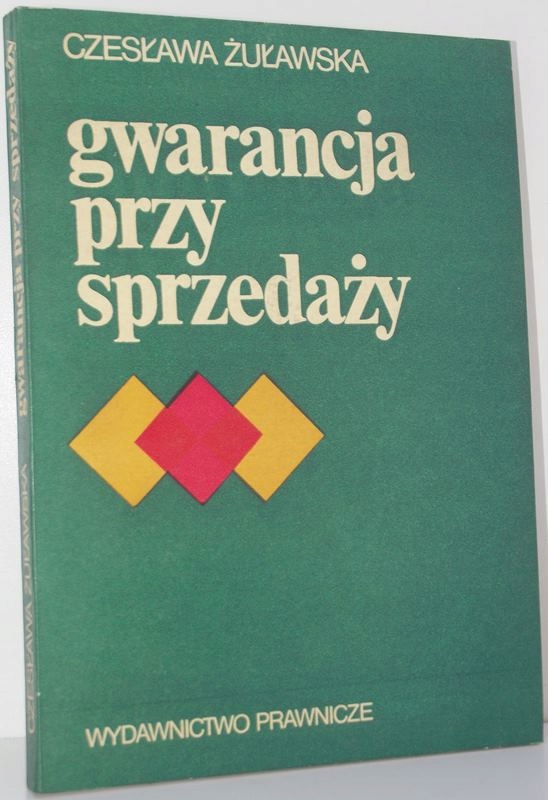 CZESŁAWA ŻUŁAWSKA
gwarancja
przy
sprzedaży
WYDAWNICTWO PRAWNICZE
CZESŁAWA ŻUŁAWSKA gwarancja przy sprzedaży